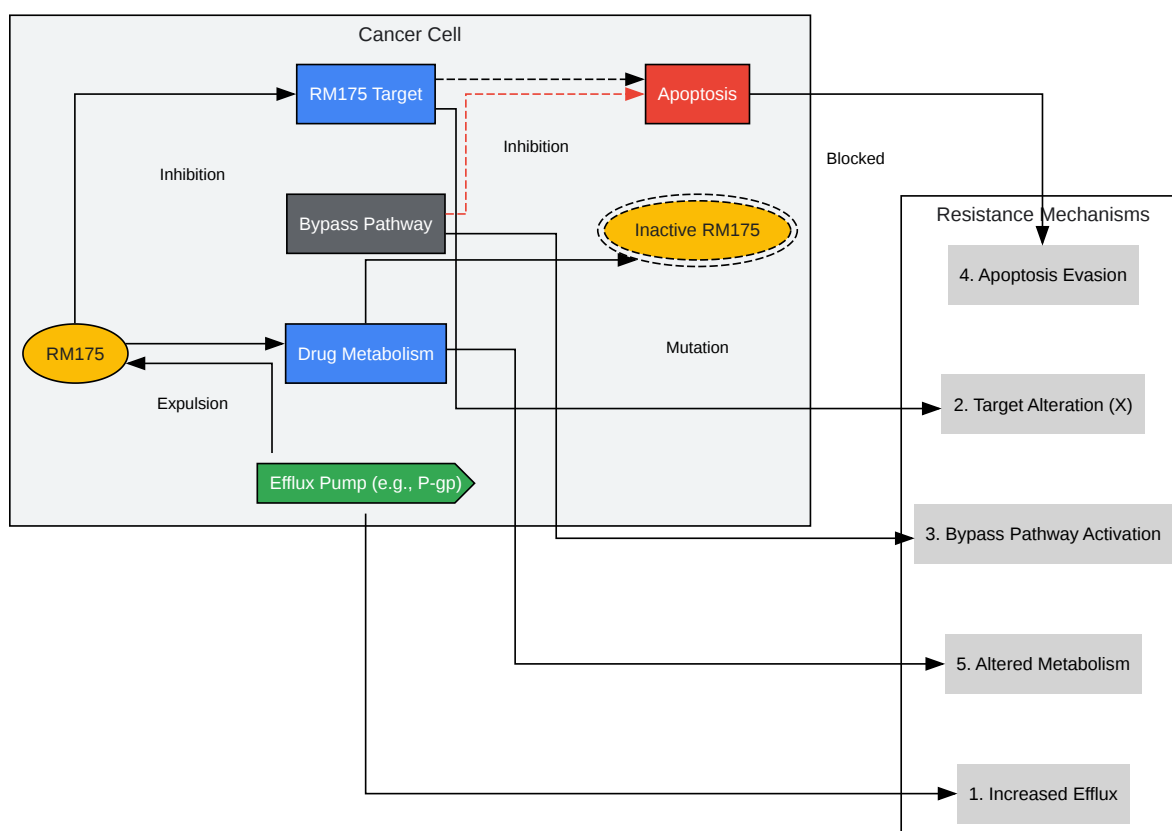 Cancer Cell
RM175 Target
Apoptosis
Inhibition
Inhibition
Blocked
Bypass Pathway
Inactive RM175
Resistance Mechanisms
4. Apoptosis Evasion
RM175
Drug Metabolism
Mutation
Expulsion
2. Target Alteration (X)
Efflux Pump (e.g., P-gp)
3. Bypass Pathway Activation
5. Altered Metabolism
1. Increased Efflux